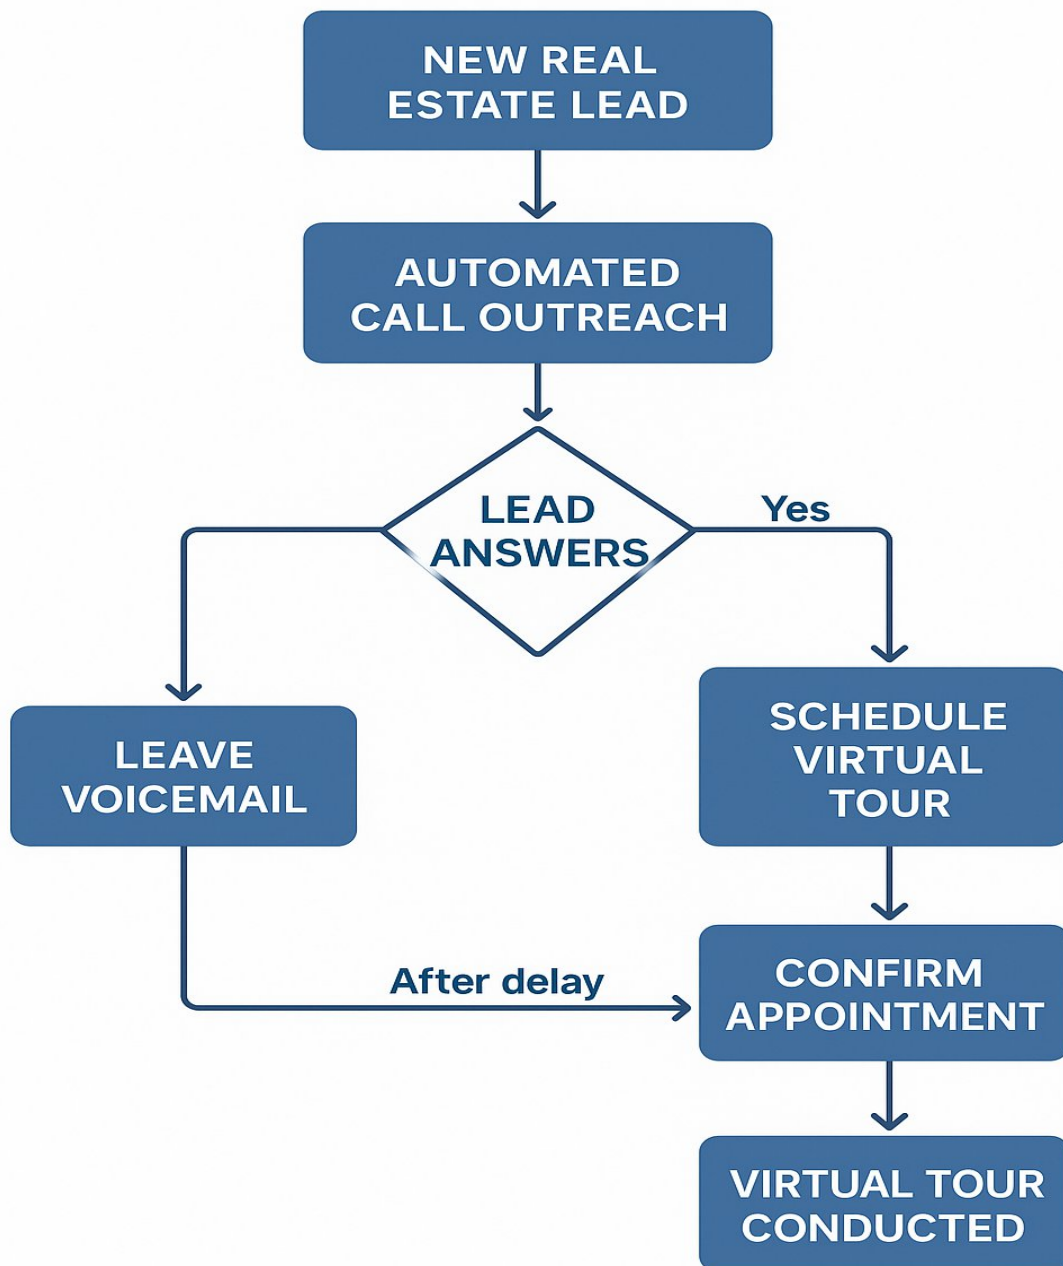 NEW REAL
ESTATE LEAD
AUTOMATED
CALL OUTREACH
LEAD
ANSWERS
Yes
LEAVE
VOICEMAIL
SCHEDULE
VIRTUAL
TOUR
After delay
CONFIRM
APPOINTMENT
VIRTUAL TOUR
CONDUCTED